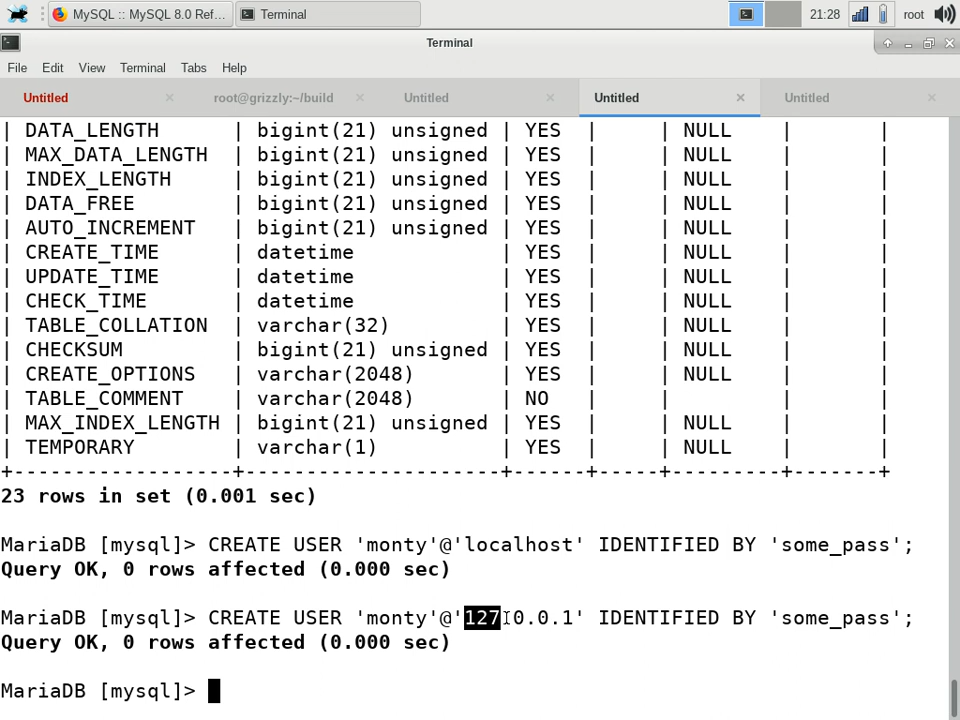 MySQL :: MySQL 8.0 Ref...
Terminal
21:28
root
Terminal
File Edit View Terminal Tabs Help
Untitled
root@grizzly:~/build
Untitled
Untitled
Untitled
| DATA_LENGTH | bigint(21) unsigned | YES | | NULL | |
| MAX_DATA_LENGTH | bigint(21) unsigned | YES | | NULL | |
| INDEX_LENGTH | bigint(21) unsigned | YES | | NULL | |
| DATA_FREE | bigint(21) unsigned | YES | | NULL | |
| AUTO_INCREMENT | bigint(21) unsigned | YES | | NULL | |
| CREATE_TIME | datetime | YES | | NULL | |
| UPDATE_TIME | datetime | YES | | NULL | |
| CHECK_TIME | datetime | YES | | NULL | |
| TABLE_COLLATION | varchar(32) | YES | | NULL | |
| CHECKSUM | bigint(21) unsigned | YES | | NULL | |
| CREATE_OPTIONS | varchar(2048) | YES | | NULL | |
| TABLE_COMMENT | varchar(2048) | NO | | | |
| MAX_INDEX_LENGTH | bigint(21) unsigned | YES | | NULL | |
| TEMPORARY | varchar(1) | YES | | NULL | |
+------------------+---------------------+------+-----+---------+-------+
23 rows in set (0.001 sec)
MariaDB [mysql]> CREATE USER 'monty'@'localhost' IDENTIFIED BY 'some_pass';
Query OK, 0 rows affected (0.000 sec)
MariaDB [mysql]> CREATE USER 'monty'@'127.0.0.1' IDENTIFIED BY 'some_pass';
Query OK, 0 rows affected (0.000 sec)
MariaDB [mysql]>